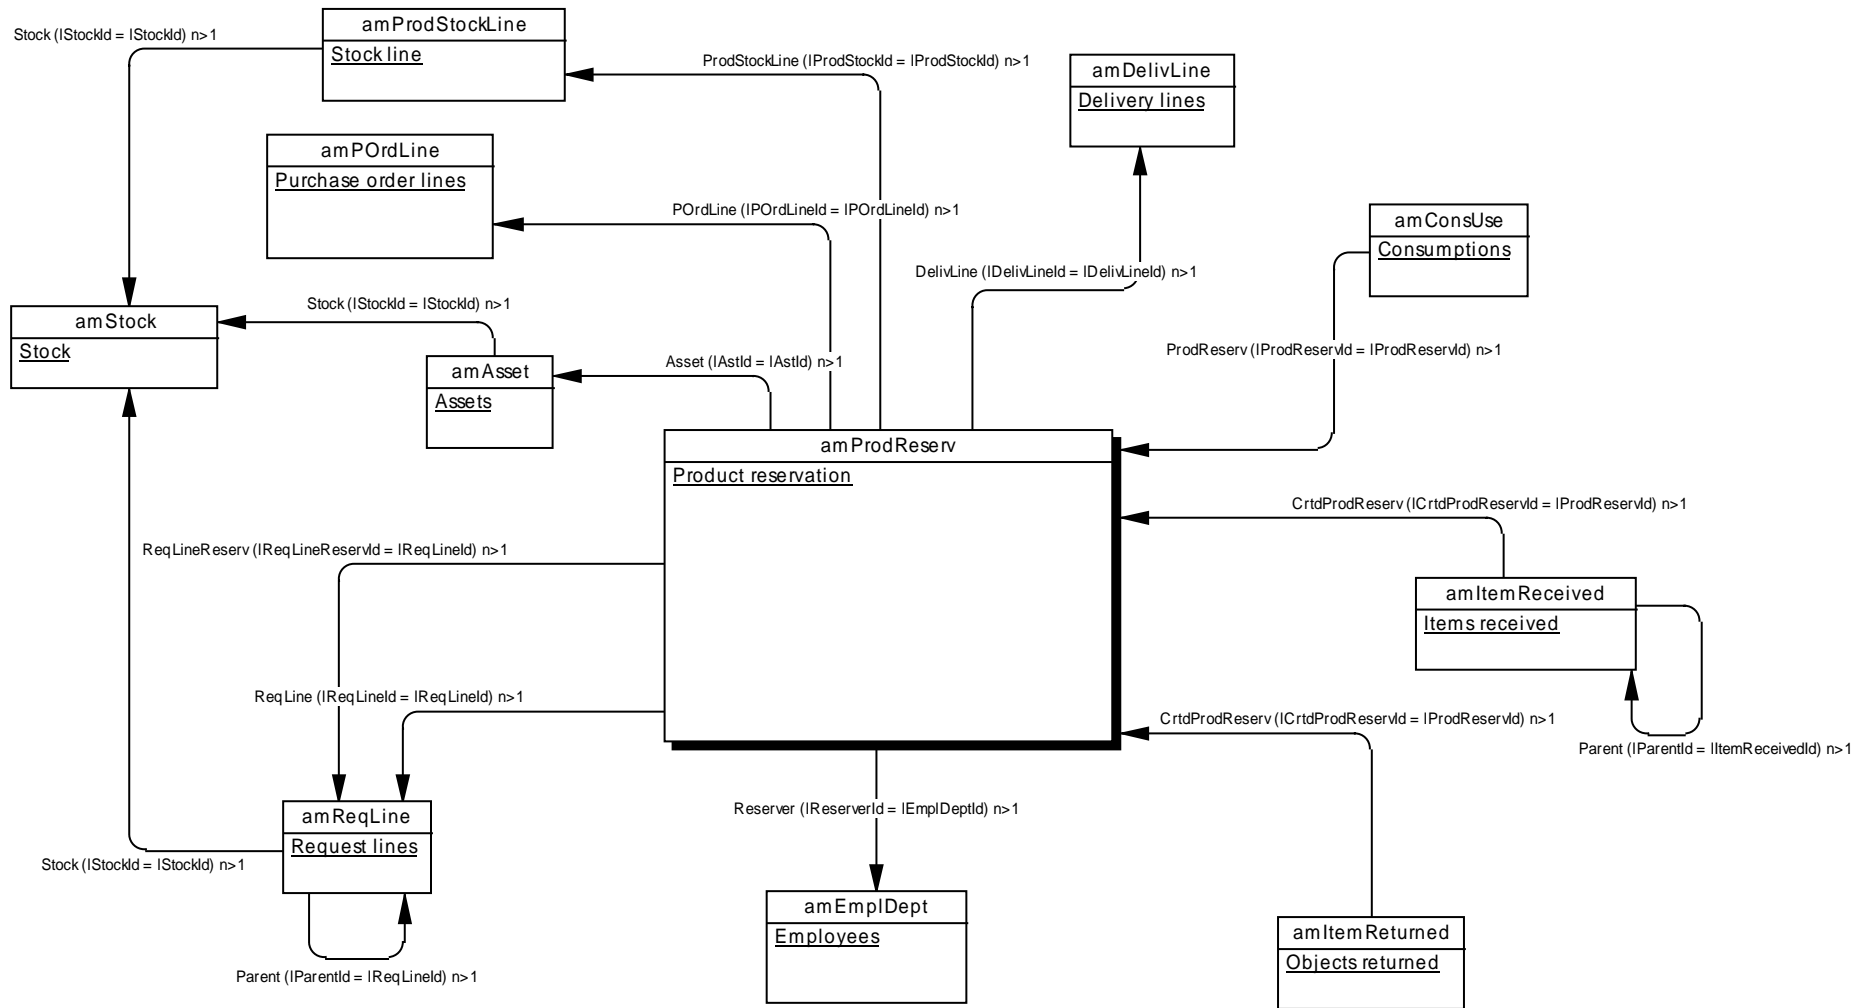 amProdStockLine
Stock line
Stock (lStockId = lStockId) n>1
ProdStockLine (lProdStockId = lProdStockId) n>1
amDelivLine
Delivery lines
amPOrdLine
Purchase order lines
POrdLine (lPOrdLineId = lPOrdLineId) n>1
amConsUse
Consumptions
DelivLine (lDelivLineId = lDelivLineId) n>1
Stock (lStockId = lStockId) n>1
amStock
Stock
ProdReserv (lProdReservId = lProdReservId) n>1
Asset (lAstId = lAstId) n>1
amAsset
Assets
amProdReserv
Product reservation
CrtdProdReserv (lCrtdProdReservId = lProdReservId) n>1
ReqLineReserv (lReqLineReservId = lReqLineId) n>1
amItemReceived
Items received
ReqLine (lReqLineId = lReqLineId) n>1
CrtdProdReserv (lCrtdProdReservId = lProdReservId) n>1
Parent (lParentId = lItemReceivedId) n>1
Reserver (lReserverId = lEmplDeptId) n>1
amReqLine
Request lines
Stock (lStockId = lStockId) n>1
amEmplDept
Employees
amItemReturned
Objects returned
Parent (lParentId = lReqLineId) n>1